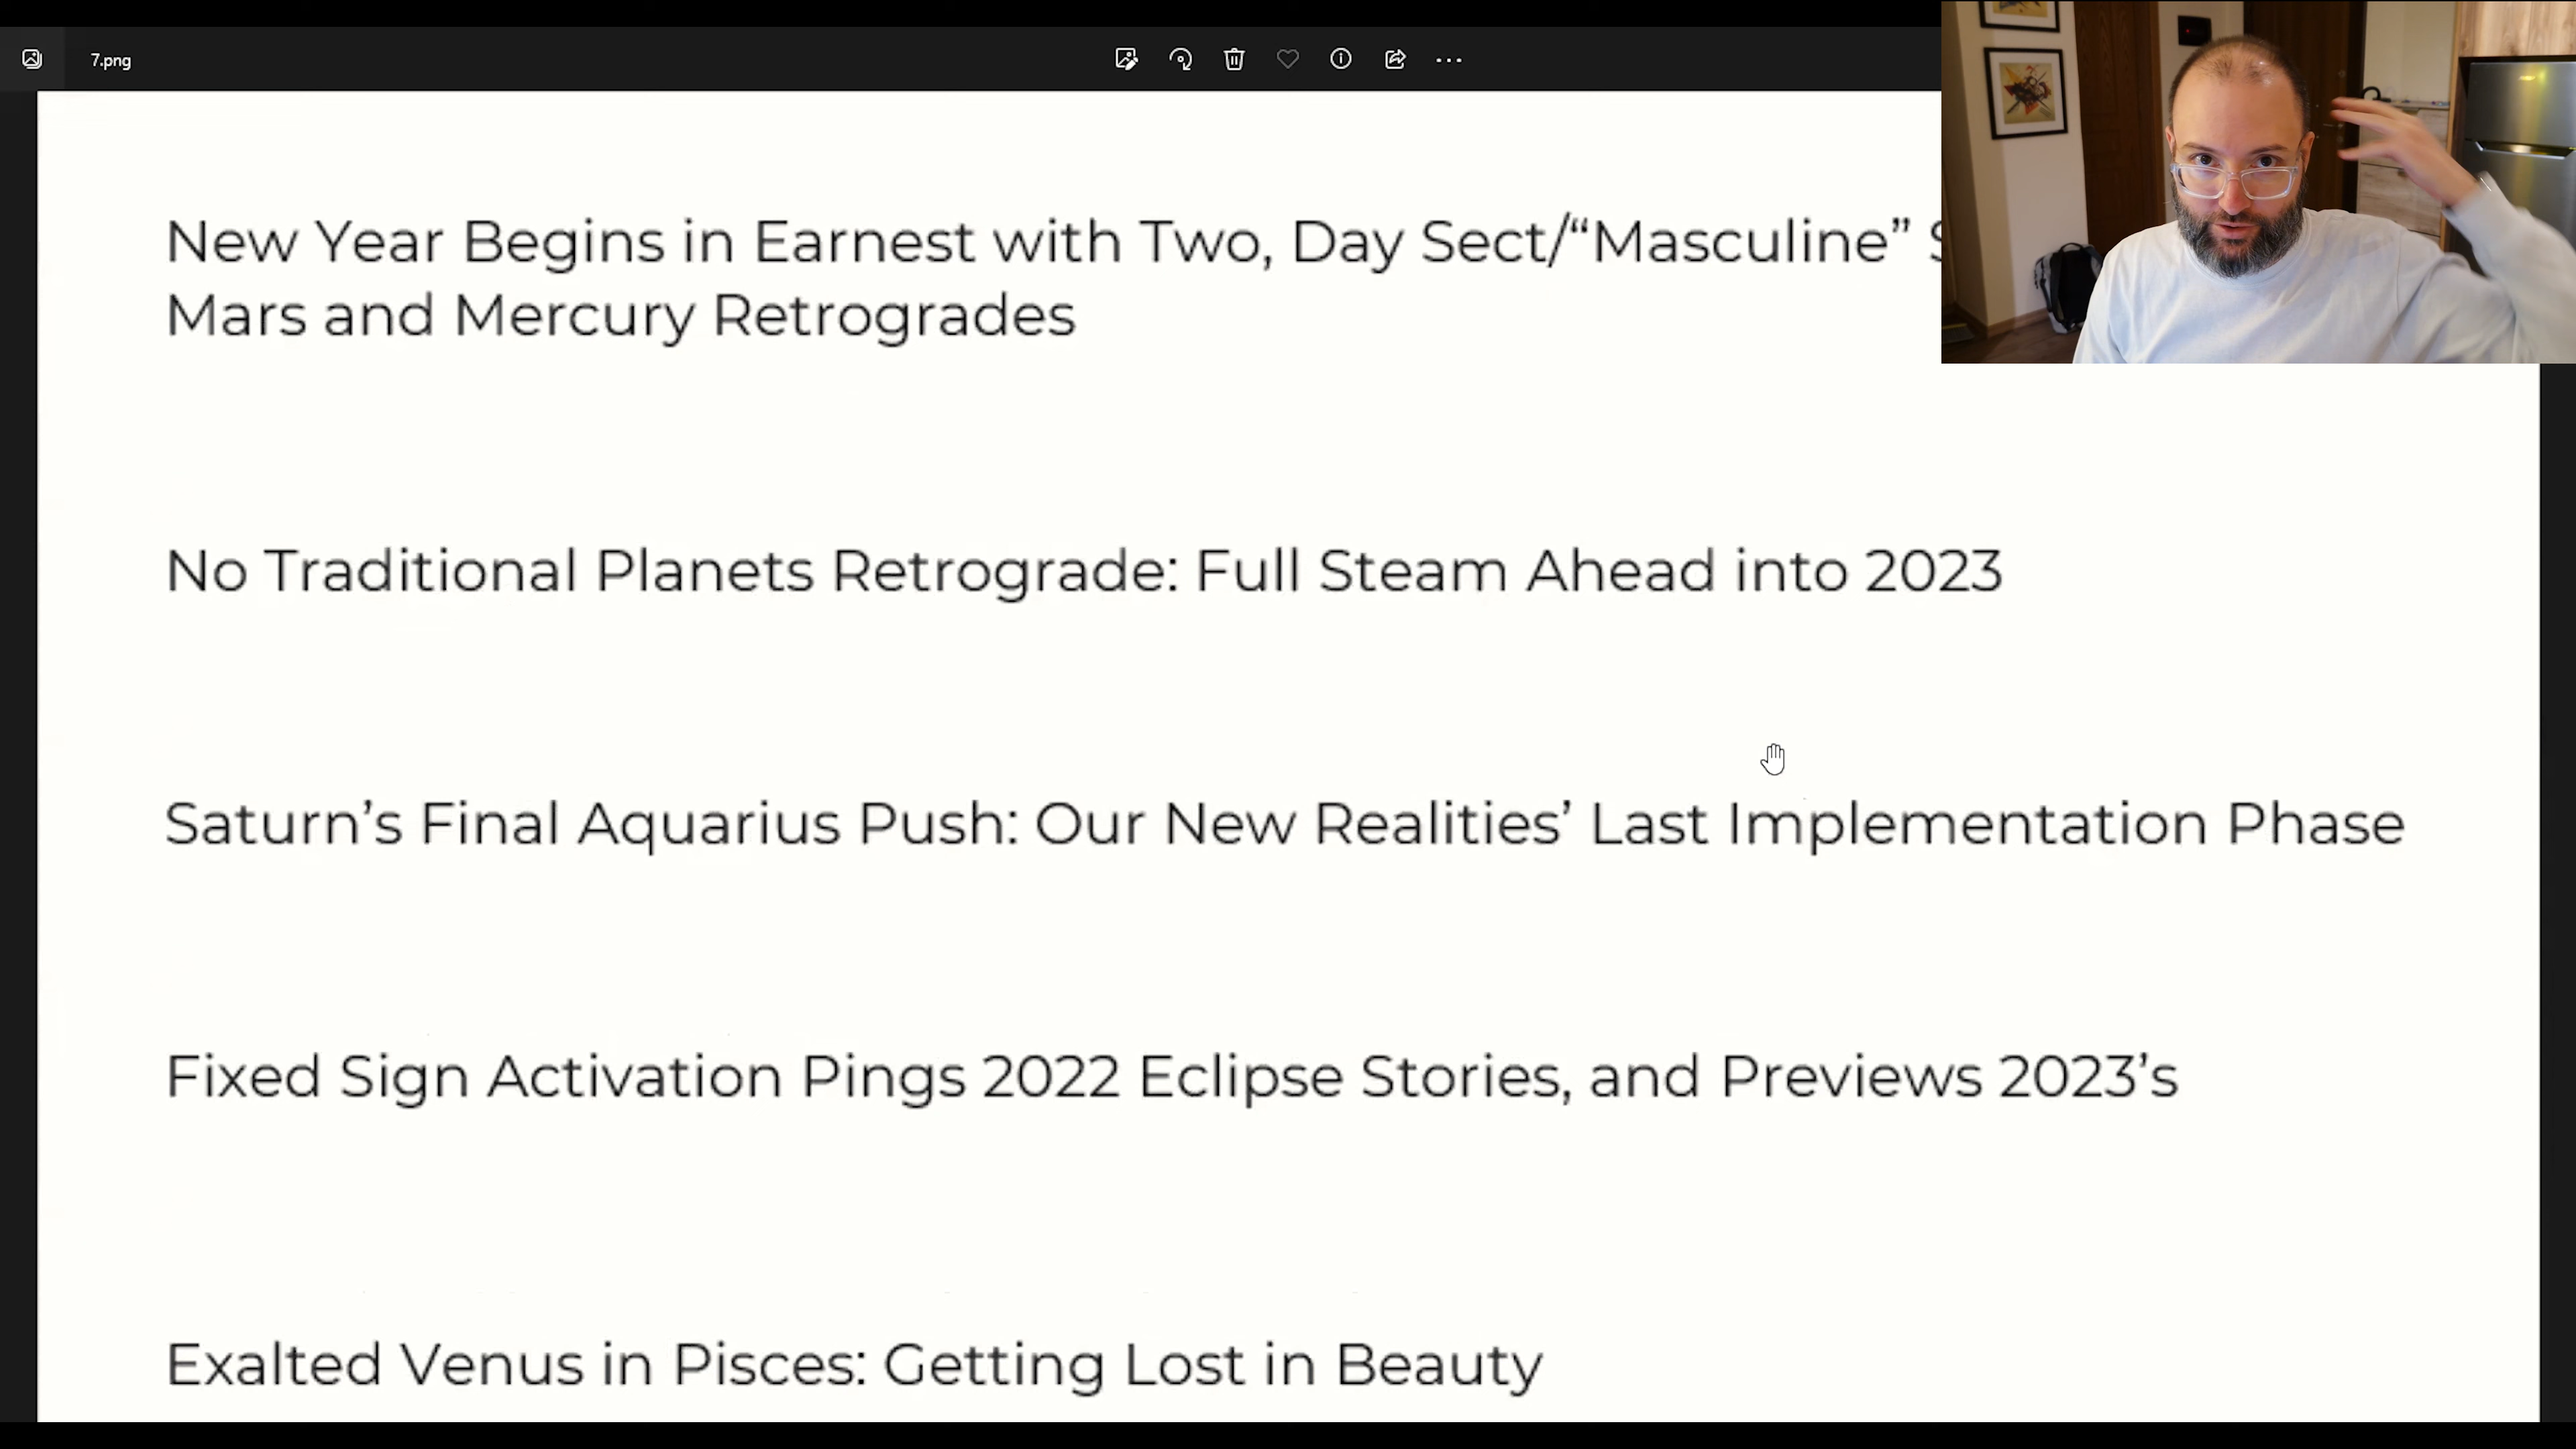 7.png
New Year Begins in Earnest with Two, Day Sect/“Masculine”
Mars and Mercury Retrogrades
No Traditional Planets Retrograde: Full Steam Ahead into 2023
Saturn’s Final Aquarius Push: Our New Realities’ Last Implementation Phase
Fixed Sign Activation Pings 2022 Eclipse Stories, and Previews 2023’s
Exalted Venus in Pisces: Getting Lost in Beauty